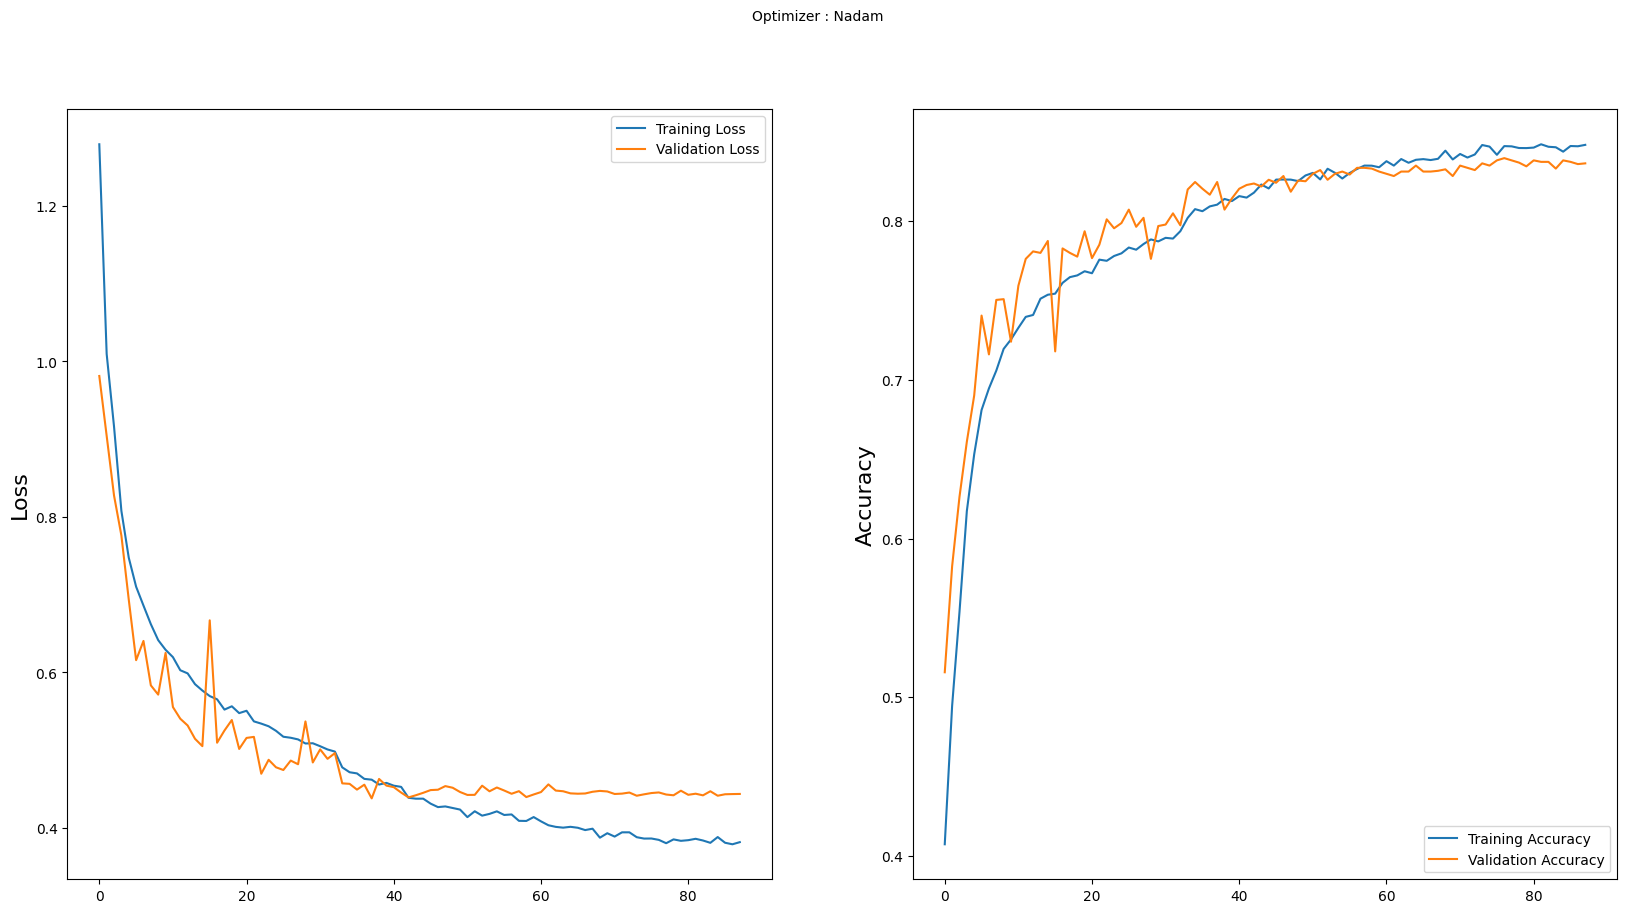 Optimizer : Nadam
Loss
1.2
1.0
0.8
0.6
0.4
0 20 40 60 80
Training Loss
Validation Loss
Accuracy
0.8
0.7
0.6
0.5
0.4
0 20 40 60 80
Training Accuracy
Validation Accuracy